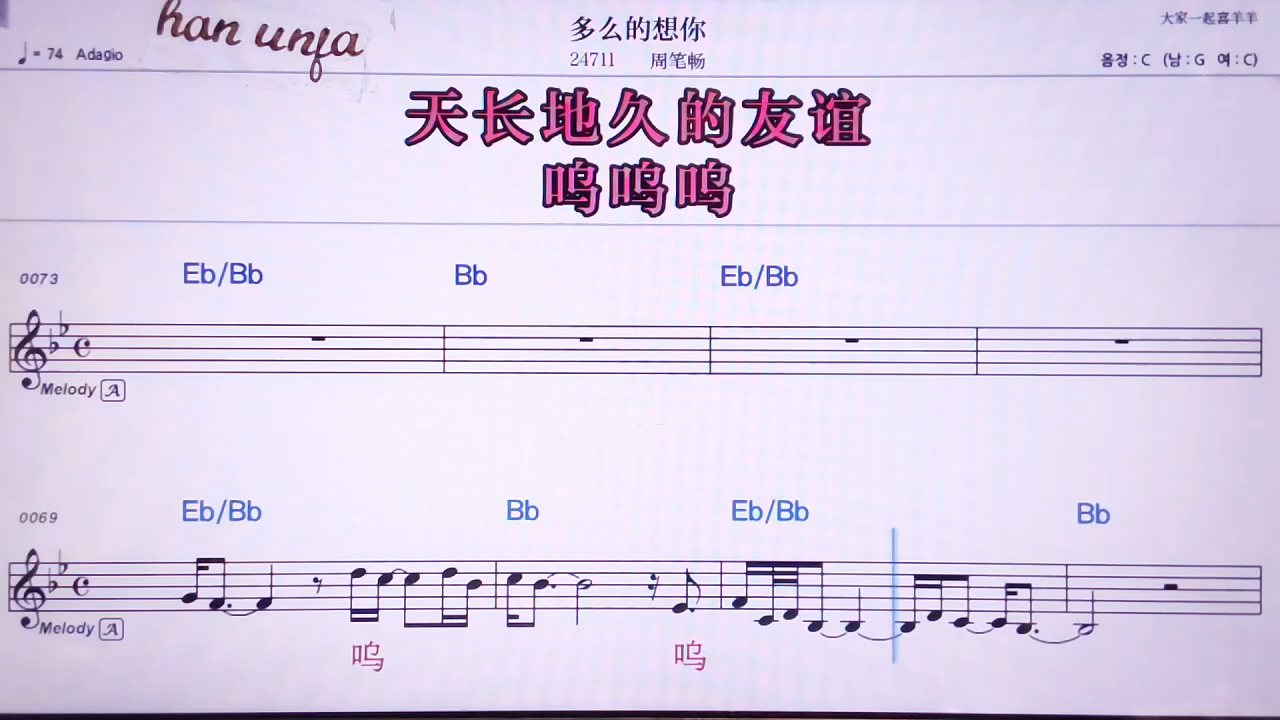 han unja
多么的想你
大家一起喜羊羊
♩= 74 Adagio
24711 周笔畅
음정 : C (남 : G 여 : C)
天长地久的友谊
呜呜呜
0073 Eb/Bb Bb Eb/Bb
Melody A
0069 Eb/Bb Bb Eb/Bb Bb
Melody A
呜 呜